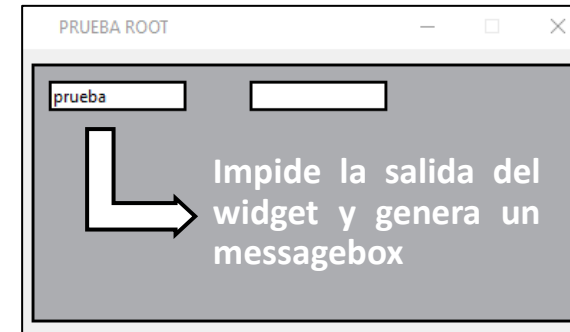 PRUEBA ROOT
prueba
Impide la salida del
widget y genera un
messagebox